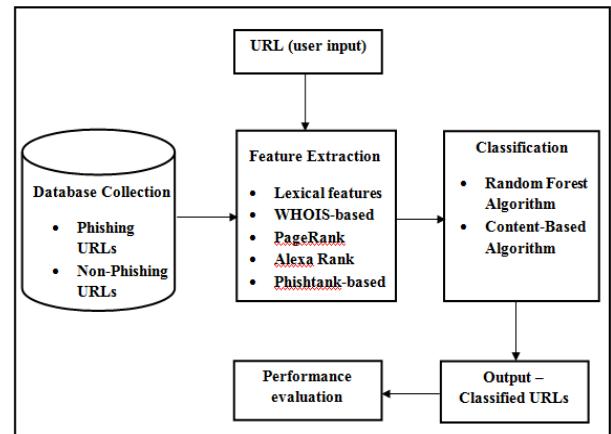 URL (user input)
Database Collection
• Phishing
URLs
• Non-Phishing
URLs
Feature Extraction
• Lexical features
• WHOIS-based
• PageRank
• Alexa Rank
• Phishtank-based
Classification
• Random Forest
Algorithm
• Content-Based
Algorithm
Performance
evaluation
Output –
Classified URLs